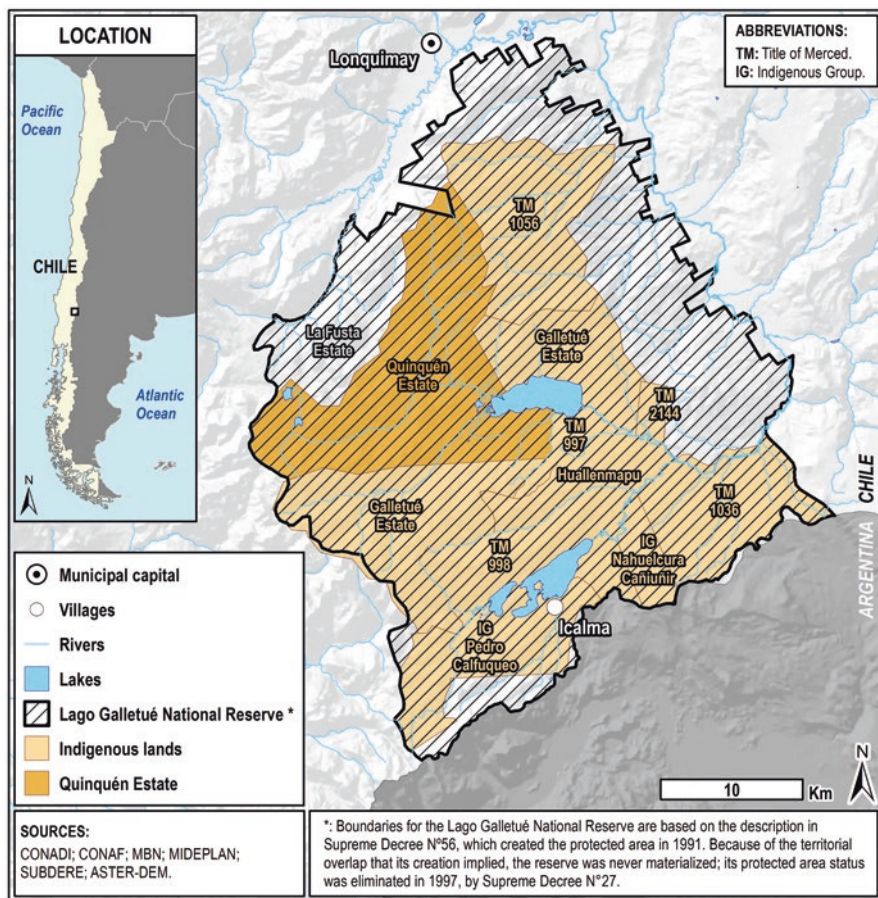 LOCATION
Pacific
Ocean
CHILE
Atlantic
Ocean
N
ABBREVIATIONS:
TM: Title of Merced.
IG: Indigenous Group.
Lonquimay
TM
1056
La Fusta
Estate
Quinquén
Estate
Galletué
Estate
TM
2144
TM
997
Huallenmapu
Galletué
Estate
TM
1036
TM
998
IG
Nahuelcura
Cañiuñir
IG
Pedro
Calfuqueo
Icalma
CHILE
ARGENTINA
Municipal capital
Villages
Rivers
Lakes
Lago Galletué National Reserve *
Indigenous lands
Quinquén Estate
10 Km
N
SOURCES:
CONADI; CONAF; MBN; MIDEPLAN;
SUBDERE; ASTER-DEM.
*: Boundaries for the Lago Galletué National Reserve are based on the description in
Supreme Decree Nº56, which created the protected area in 1991. Because of the territorial
overlap that its creation implied, the reserve was never materialized; its protected area status
was eliminated in 1997, by Supreme Decree N°27.